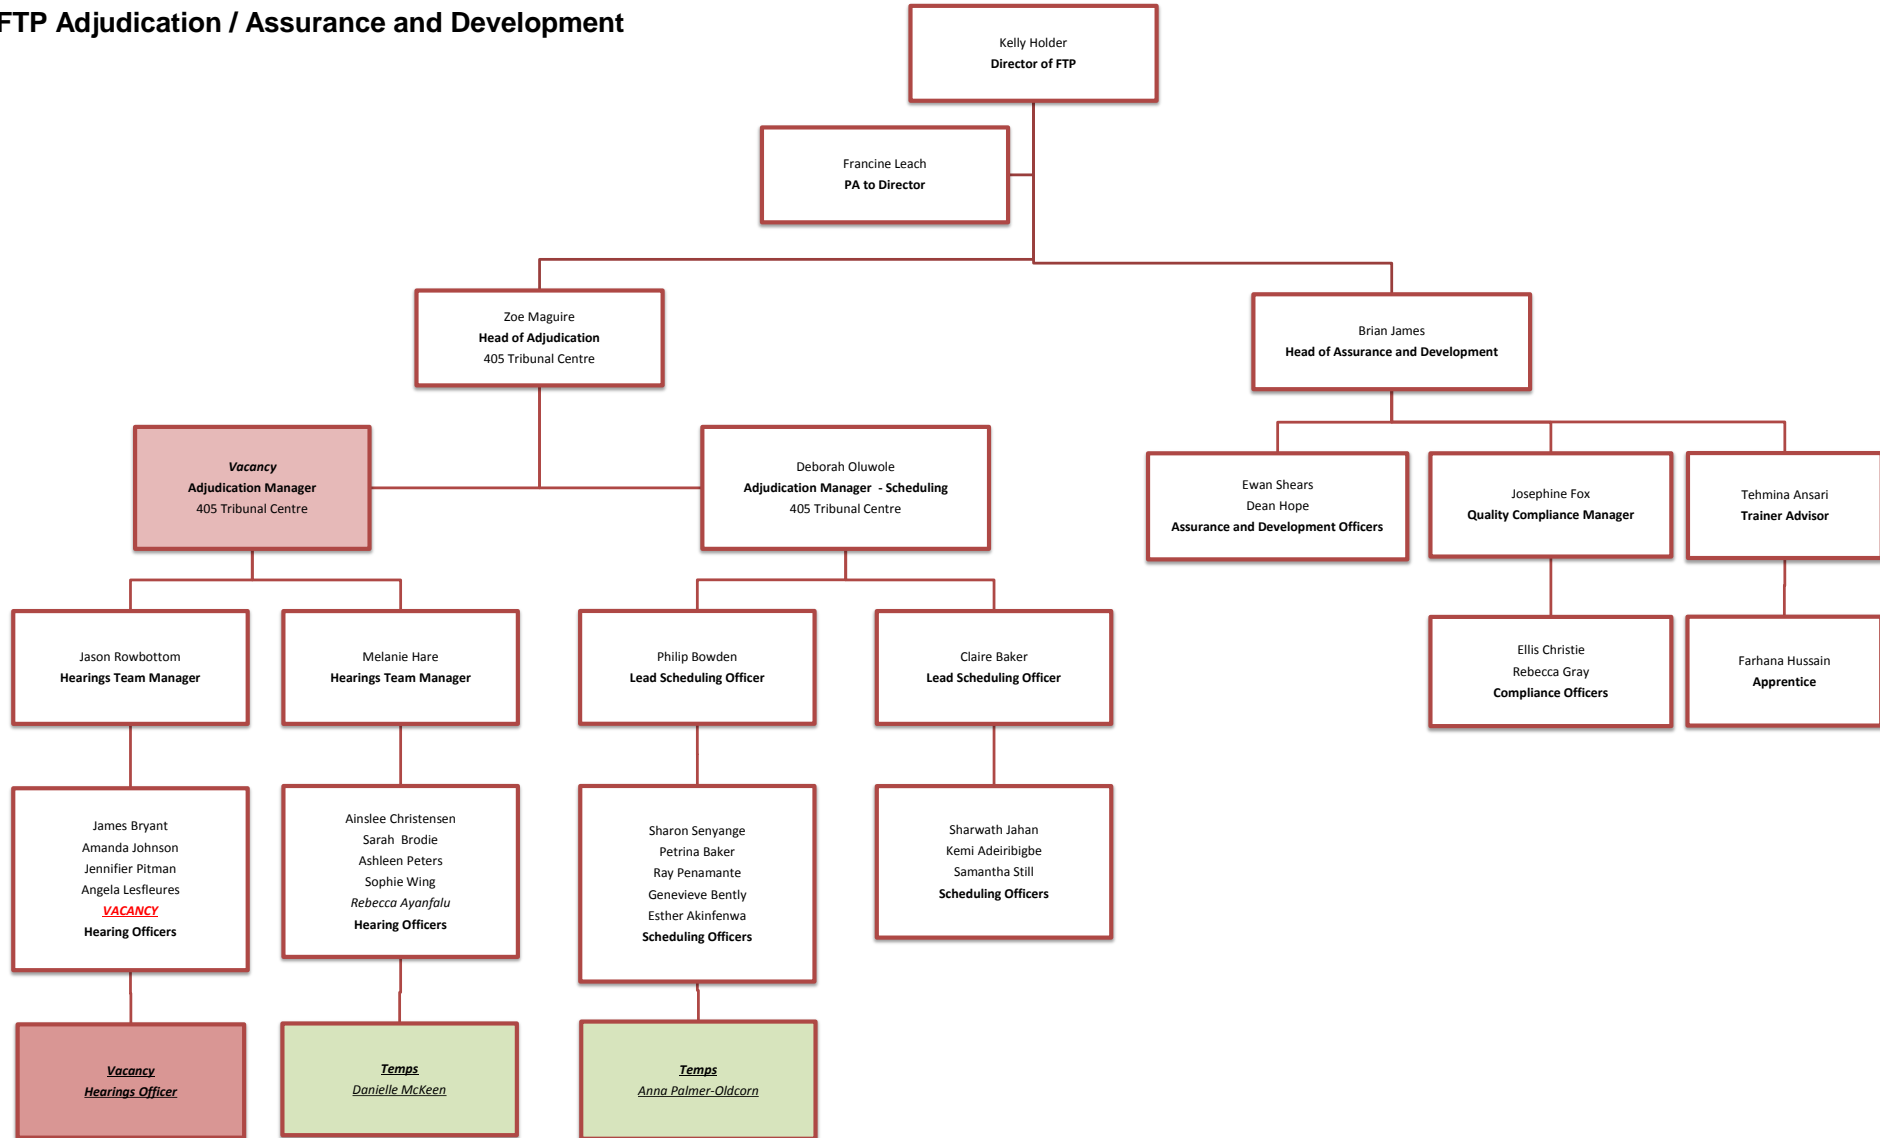 FTP Adjudication / Assurance and Development
Kelly Holder
Director of FTP
Francine Leach
PA to Director
Zoe Maguire
Head of Adjudication
405 Tribunal Centre
Brian James
Head of Assurance and Development
Vacancy
Adjudication Manager
405 Tribunal Centre
Deborah Oluwole
Adjudication Manager - Scheduling
405 Tribunal Centre
Ewan Shears
Dean Hope
Assurance and Development Officers
Josephine Fox
Quality Compliance Manager
Tehmina Ansari
Trainer Advisor
Jason Rowbottom
Hearings Team Manager
Melanie Hare
Hearings Team Manager
Philip Bowden
Lead Scheduling Officer
Claire Baker
Lead Scheduling Officer
Ellis Christie
Rebecca Gray
Compliance Officers
Farhana Hussain
Apprentice
James Bryant
Amanda Johnson
Jennifier Pitman
Angela Lesfleures
VACANCY
Hearing Officers
Ainslee Christensen
Sarah Brodie
Ashleen Peters
Sophie Wing
Rebecca Ayanfalu
Hearing Officers
Sharon Senyange
Petrina Baker
Ray Penamante
Genevieve Bently
Esther Akinfenwa
Scheduling Officers
Sharwath Jahan
Kemi Adeiribigbe
Samantha Still
Scheduling Officers
Vacancy
Hearings Officer
Temps
Danielle McKeen
Temps
Anna Palmer-Oldcorn